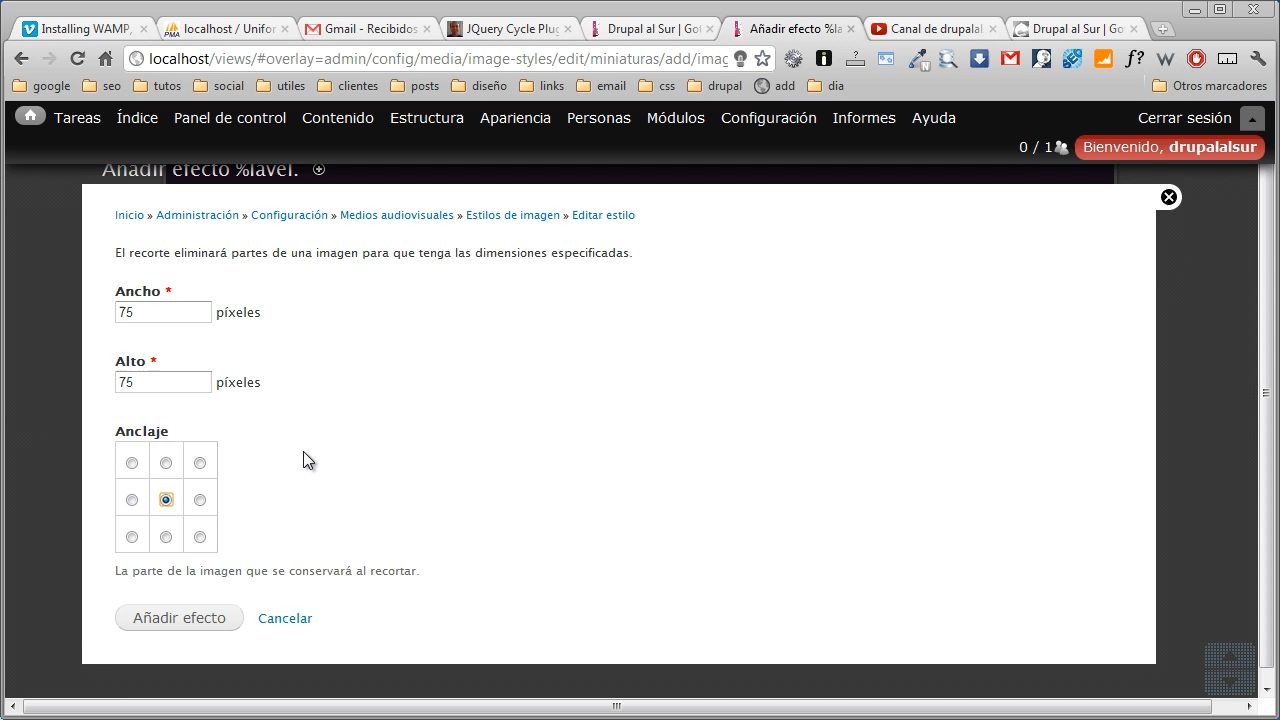 Installing WAMP,
localhost / Unifor
Gmail - Recibidos
JQuery Cycle Plug
Drupal al Sur | Got
Añadir efecto %la
Canal de drupalal
Drupal al Sur | Go
localhost/views/#overlay=admin/config/media/image-styles/edit/miniaturas/add/imag
google
seo
tutos
social
utiles
clientes
posts
diseño
links
email
css
drupal
add
dia
Otros marcadores
Tareas
Índice
Panel de control
Contenido
Estructura
Apariencia
Personas
Módulos
Configuración
Informes
Ayuda
Cerrar sesión
0 / 1
Bienvenido, drupalalsur
Añadir efecto %lavel.
Inicio » Administración » Configuración » Medios audiovisuales » Estilos de imagen » Editar estilo
El recorte eliminará partes de una imagen para que tenga las dimensiones especificadas.
Ancho *
75 píxeles
Alto *
75 píxeles
Anclaje
La parte de la imagen que se conservará al recortar.
Añadir efecto
Cancelar